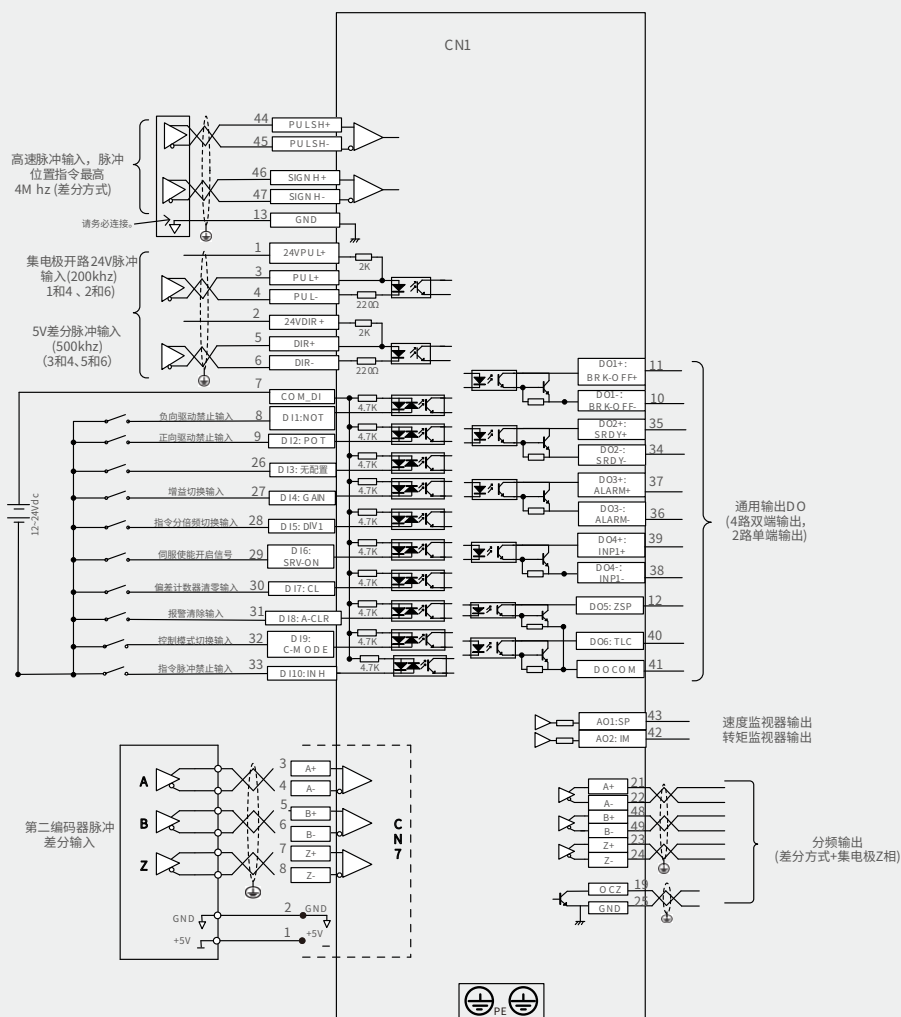 CN1
44
PULSH+
45
PULSH-
高速脉冲输入，脉冲
位置指令最高
4M hz (差分方式)
46
SIGNH+
47
SIGNH-
请务必连接。
13
GND
1
24VPUL+
2K
集电极开路24V脉冲
输入(200khz)
1和4 、2和6)
3
PUL+
4
PUL-
220Ω
2
24VDIR+
2K
5V差分脉冲输入
(500khz)
（3和4､5和6）
5
DIR+
6
DIR-
220Ω
7
COM_DI
4.7K
负向驱动禁止输入
8
DI1:NOT
4.7K
正向驱动禁止输入
9
DI2: POT
4.7K
26
DI3: 无配置
4.7K
增益切换输入
27
DI4: GAIN
4.7K
指令分倍频切换输入
28
DI5: DIV1
4.7K
伺服使能开启信号
29
DI6:
SRV-ON
4.7K
偏差计数器清零输入
30
DI7: CL
4.7K
报警清除输入
31
DI8: A-CLR
4.7K
控制模式切换输入
32
DI9:
C-MODE
4.7K
指令脉冲禁止输入
33
DI10:INH
12~24Vdc
DO1+:
BRK-OFF+
11
DO1-:
BRK-OFF-
10
DO2+:
SRDY+
35
DO2-:
SRDY-
34
DO3+:
ALARM+
37
DO3-:
ALARM-
36
DO4+:
INP1+
39
DO4-:
INP1-
38
DO5: ZSP
12
DO6: TLC
40
DOCOM
41
通用输出DO
(4路双端输出，
2路单端输出)
AO1:SP
43
速度监视器输出
AO2: IM
42
转矩监视器输出
第二编码器脉冲
差分输入
A
3
A+
4
A-
B
5
B+
6
B-
Z
7
Z+
8
Z-
CN7
GND
2
GND
+5V
1
+5V
A+
21
A-
22
B+
48
B-
49
Z+
23
Z-
24
OCZ
19
GND
25
分频输出
(差分方式+集电极Z相)
PE